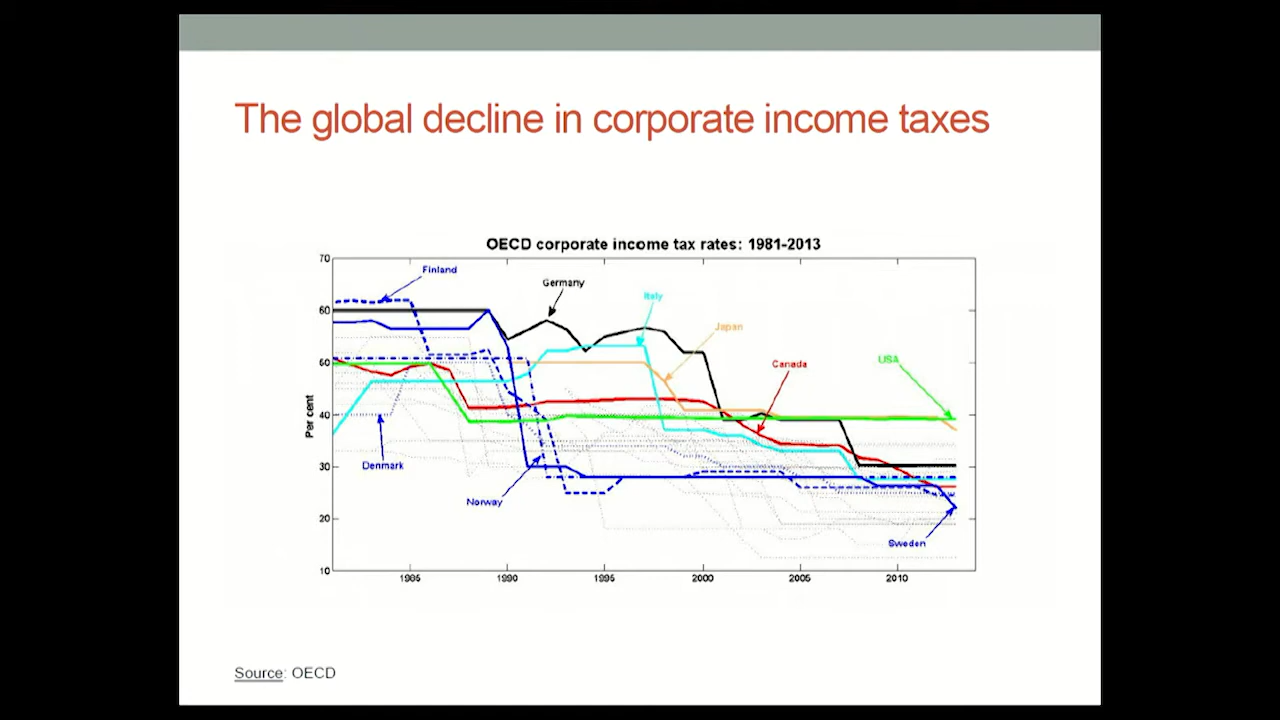 The global decline in corporate income taxes
OECD corporate income tax rates: 1981-2013
70
60
50
40
30
20
10
Per cent
Finland
Germany
Italy
Japan
Canada
USA
Denmark
Norway
Sweden
1985
1990
1995
2000
2005
2010
Source: OECD